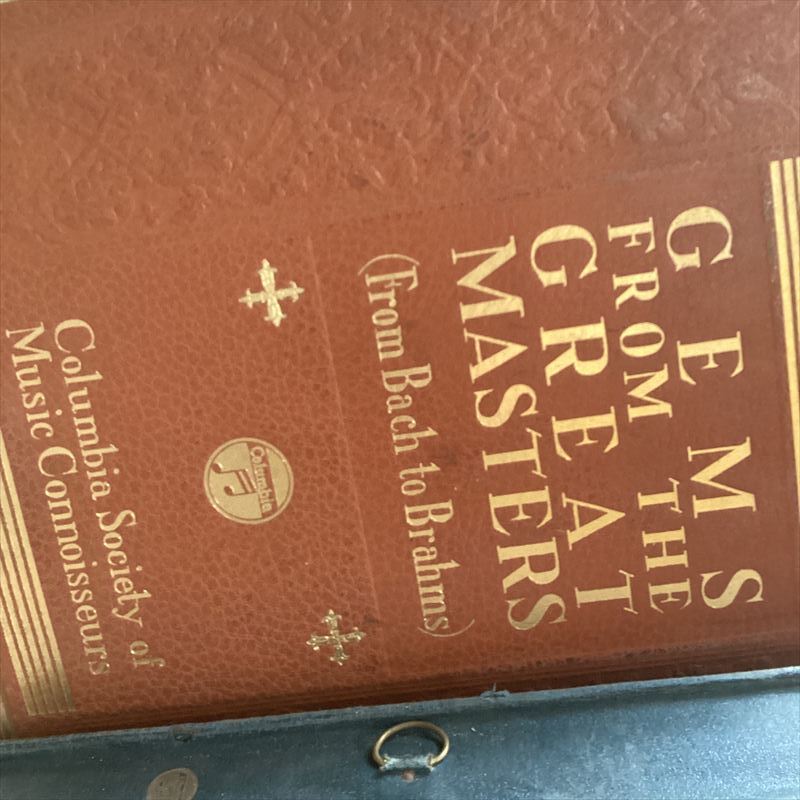 GEMS
FROM THE
GREAT
MASTERS
(From Bach to Brahms)
Columbia
Columbia Society of
Music Connoisseurs